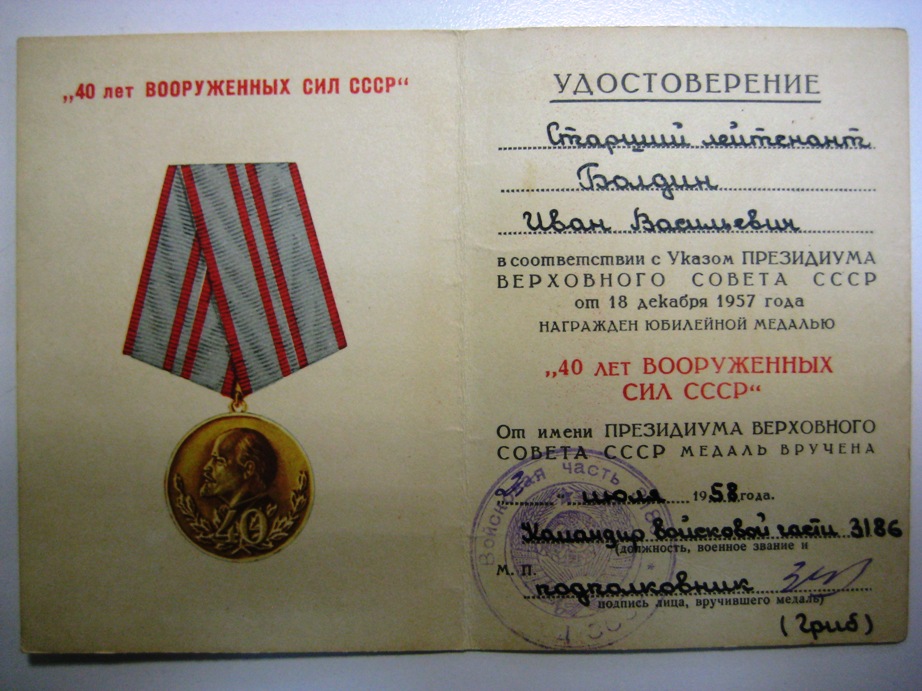 „40 лет ВООРУЖЕННЫХ СИЛ СССР“
40
УДОСТОВЕРЕНИЕ
Старший лейтенант
Болдин
Иван Васильевич
в соответствии с Указом ПРЕЗИДИУМА
ВЕРХОВНОГО СОВЕТА СССР
от 18 декабря 1957 года
НАГРАЖДЕН ЮБИЛЕЙНОЙ МЕДАЛЬЮ
„40 ЛЕТ ВООРУЖЕННЫХ
СИЛ СССР“
От имени ПРЕЗИДИУМА ВЕРХОВНОГО
СОВЕТА СССР МЕДАЛЬ ВРУЧЕНА
июля 1958 года.
Командир войсковой части 3186
(должность, военное звание и
М. П.
подполковник
подпись лица, вручившего медаль)
(Гриб)
Войсковая часть